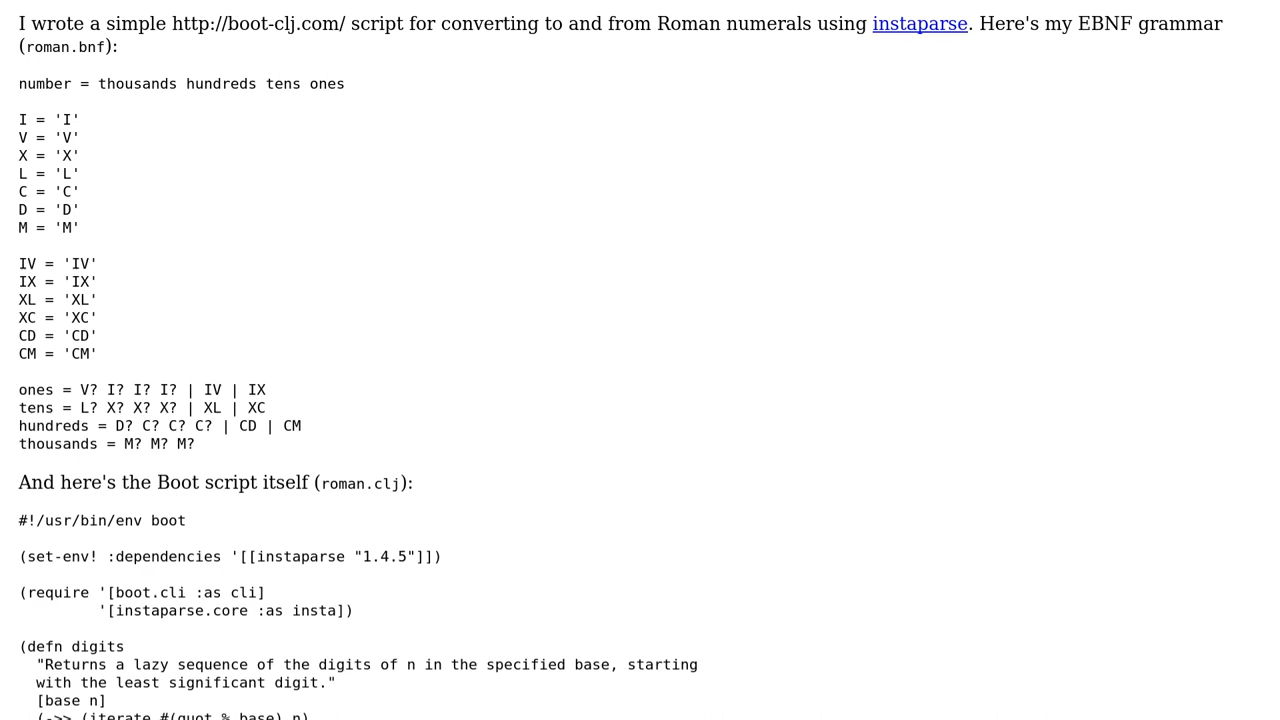 I wrote a simple http://boot-clj.com/ script for converting to and from Roman numerals using instaparse. Here's my EBNF grammar
(roman.bnf):
number = thousands hundreds tens ones
I = 'I'
V = 'V'
X = 'X'
L = 'L'
C = 'C'
D = 'D'
M = 'M'
IV = 'IV'
IX = 'IX'
XL = 'XL'
XC = 'XC'
CD = 'CD'
CM = 'CM'
ones = V? I? I? I? | IV | IX
tens = L? X? X? X? | XL | XC
hundreds = D? C? C? C? | CD | CM
thousands = M? M? M?
And here's the Boot script itself (roman.clj):
#!/usr/bin/env boot
(set-env! :dependencies '[[instaparse "1.4.5"]])
(require '[boot.cli :as cli]
         '[instaparse.core :as insta])
(defn digits
  "Returns a lazy sequence of the digits of n in the specified base, starting
  with the least significant digit."
  [base n]
  (->> (iterate #(quot % base) n)